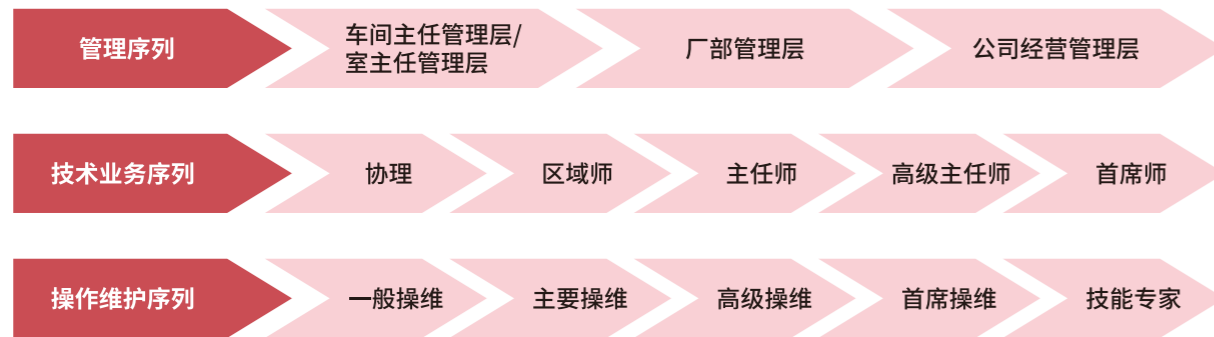 管理序列
车间主任管理层/
室主任管理层
厂部管理层
公司经营管理层
技术业务序列
协理
区域师
主任师
高级主任师
首席师
操作维护序列
一般操维
主要操维
高级操维
首席操维
技能专家